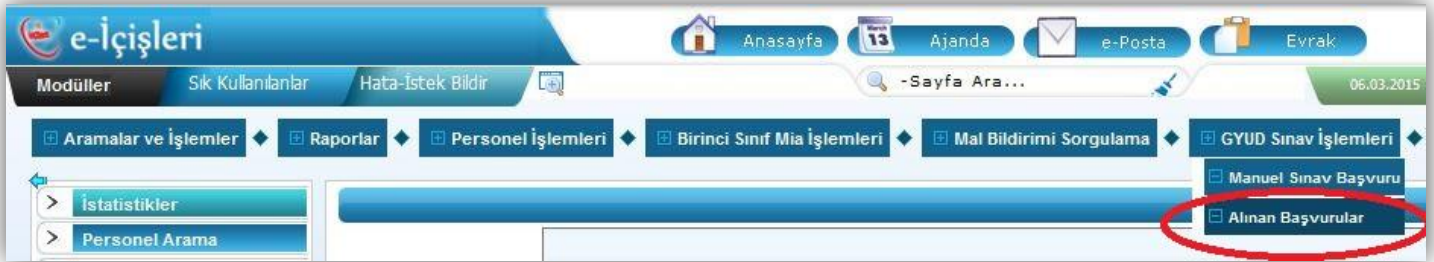 e-İçişleri
Anasayfa March 13 Ajanda e-Posta Evrak
Modüller Sık Kullanılanlar Hata-İstek Bildir -Sayfa Ara... 06.03.2015
Aramalar ve İşlemler Raporlar Personel İşlemleri Birinci Sınıf Mia İşlemleri Mal Bildirimi Sorgulama GYUD Sınav İşlemleri
Manuel Sınav Başvuru
İstatistikler
Alınan Başvurular
Personel Arama